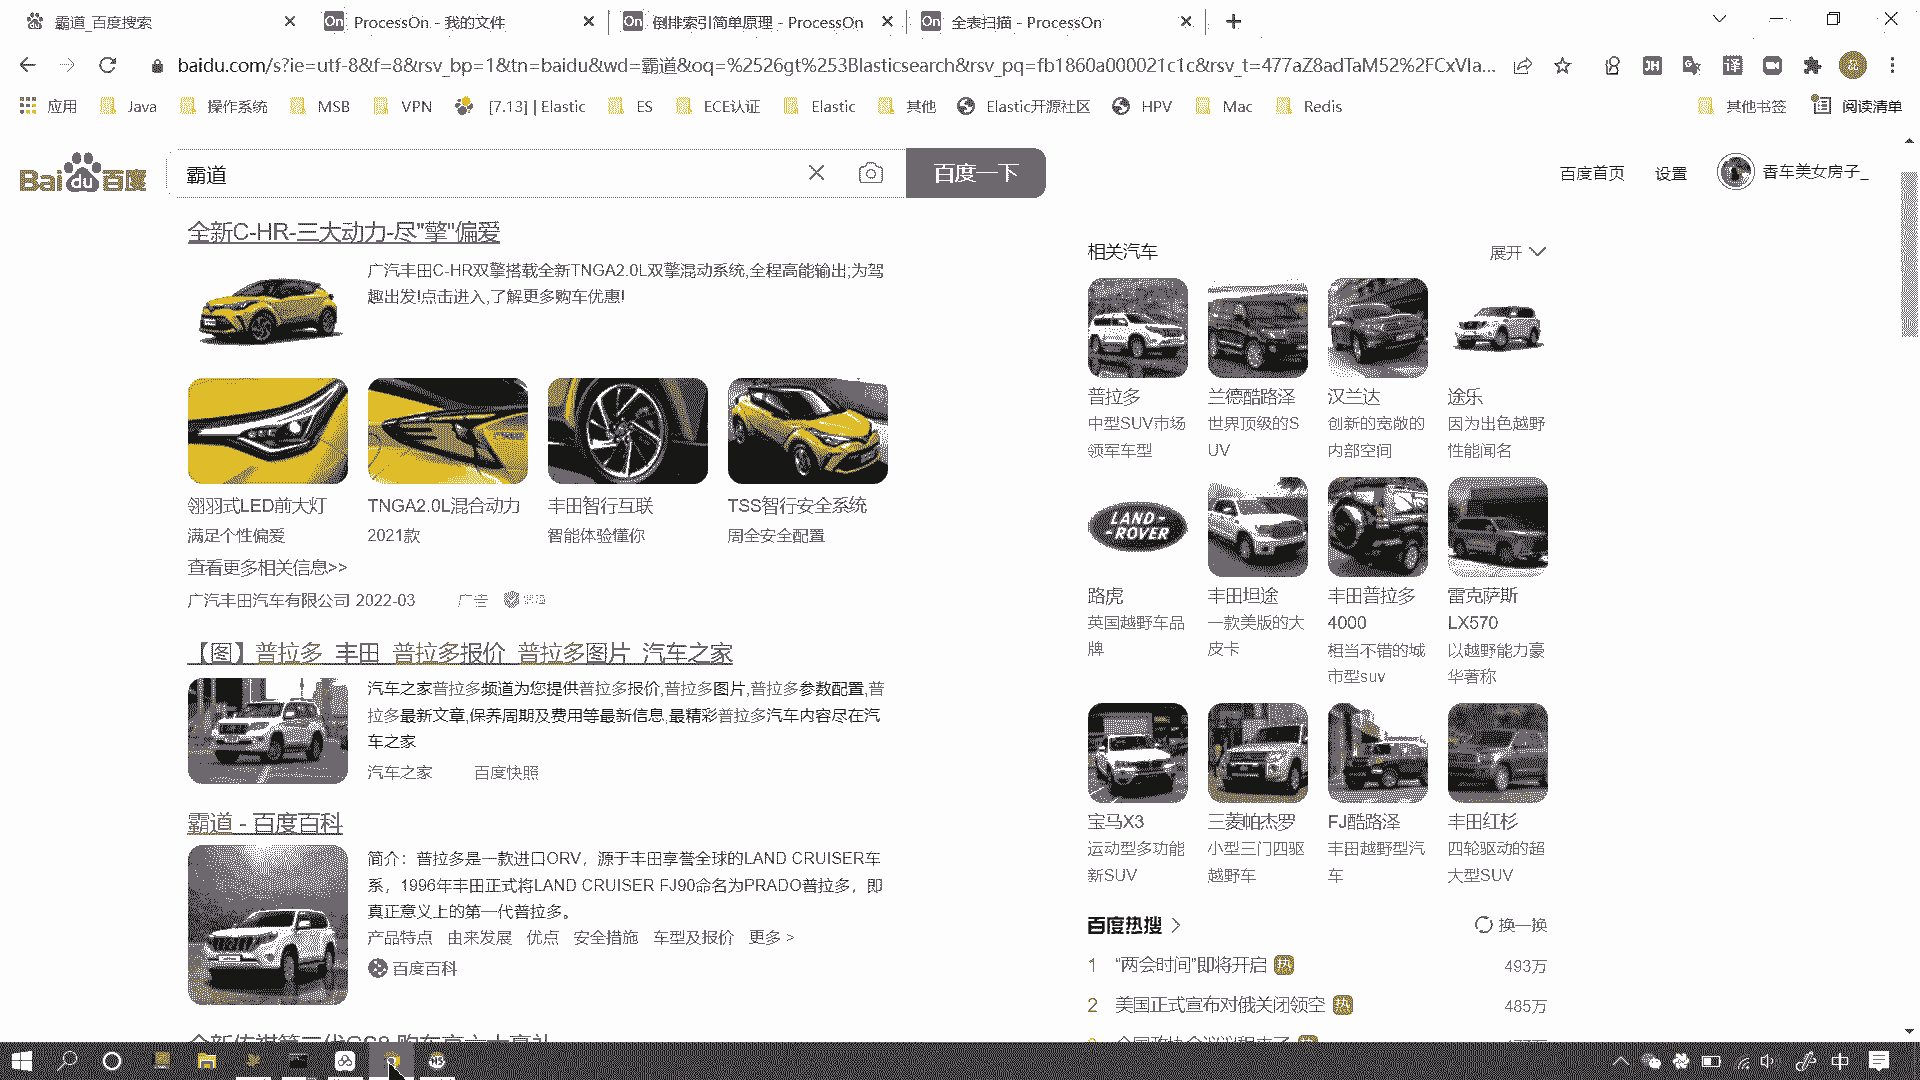 霸道_百度搜索
ProcessOn - 我的文件
倒排索引简单原理 - ProcessOn
全表扫描 - ProcessOn
baidu.com/s?ie=utf-8&f=8&rsv_bp=1&tn=baidu&wd=霸道&oq=%2526gt%253Blasticsearch&rsv_pq=fb1860a000021c1c&rsv_t=477aZ8adTaM52%2FCxVIa...
应用
Java
操作系统
MSB
VPN
[7.13] | Elastic
ES
ECE认证
Elastic
其他
Elastic开源社区
HPV
Mac
Redis
其他书签
阅读清单
Bai du 百度
霸道
百度一下
百度首页
设置
香车美女房子_
全新C-HR-三大动力-尽"擎"偏爱
广汽丰田C-HR双擎搭载全新TNGA2.0L双擎混动系统,全程高能输出;为驾
趣出发!点击进入,了解更多购车优惠!
翎羽式LED前大灯
满足个性偏爱
TNGA2.0L混合动力
2021款
丰田智行互联
智能体验懂你
TSS智行安全系统
周全安全配置
查看更多相关信息>>
广汽丰田汽车有限公司 2022-03
广告
【图】普拉多_丰田_普拉多报价_普拉多图片_汽车之家
汽车之家普拉多频道为您提供普拉多报价,普拉多图片,普拉多参数配置,普
拉多最新文章,保养周期及费用等最新信息,最精彩普拉多汽车内容尽在汽
车之家
汽车之家
百度快照
霸道 - 百度百科
简介：普拉多是一款进口ORV，源于丰田享誉全球的LAND CRUISER车
系，1996年丰田正式将LAND CRUISER FJ90命名为PRADO普拉多，即
真正意义上的第一代普拉多。
产品特点 由来发展 优点 安全措施 车型及报价 更多 >
百度百科
相关汽车
展开
普拉多
中型SUV市场
领军车型
兰德酷路泽
世界顶级的S
UV
汉兰达
创新的宽敞的
内部空间
途乐
因为出色越野
性能闻名
LAND-
-ROVER
路虎
英国越野车品
牌
丰田坦途
一款美版的大
皮卡
丰田普拉多
4000
相当不错的城
市型suv
雷克萨斯
LX570
以越野能力豪
华著称
宝马X3
运动型多功能
新SUV
三菱帕杰罗
小型三门四驱
越野车
FJ酷路泽
丰田越野型汽
车
丰田红杉
四轮驱动的超
大型SUV
百度热搜
换一换
1 “两会时间”即将开启 热 493万
2 美国正式宣布对俄关闭领空 热 485万
中